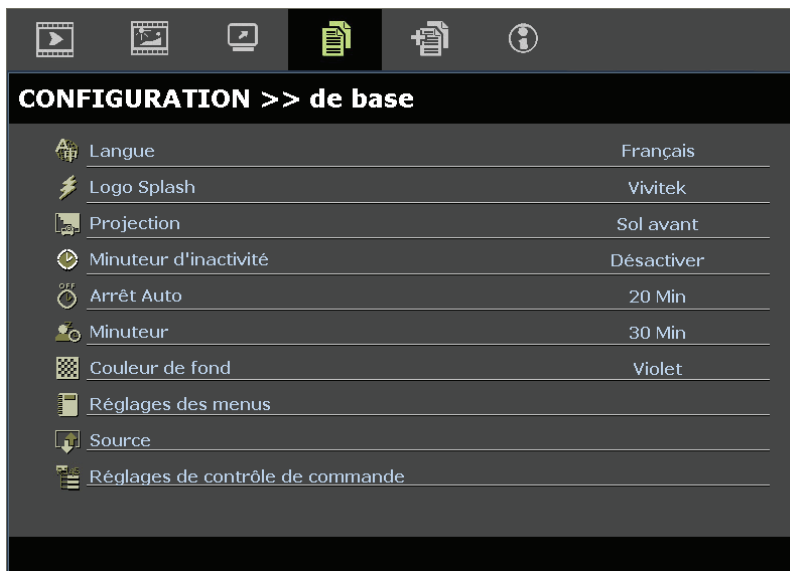 CONFIGURATION >> de base
Langue Français
Logo Splash Vivitek
Projection Sol avant
Minuteur d'inactivité Désactiver
OFF
Arrêt Auto 20 Min
Minuteur 30 Min
Couleur de fond Violet
Réglages des menus
Source
Réglages de contrôle de commande